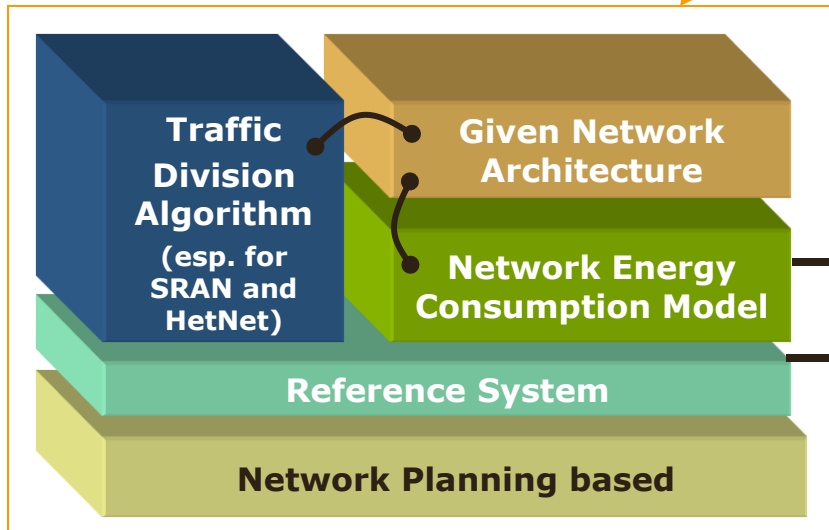 Traffic
Division
Algorithm
(esp. for
SRAN and
HetNet)
Given Network
Architecture
Network Energy
Consumption Model
Reference System
Network Planning based